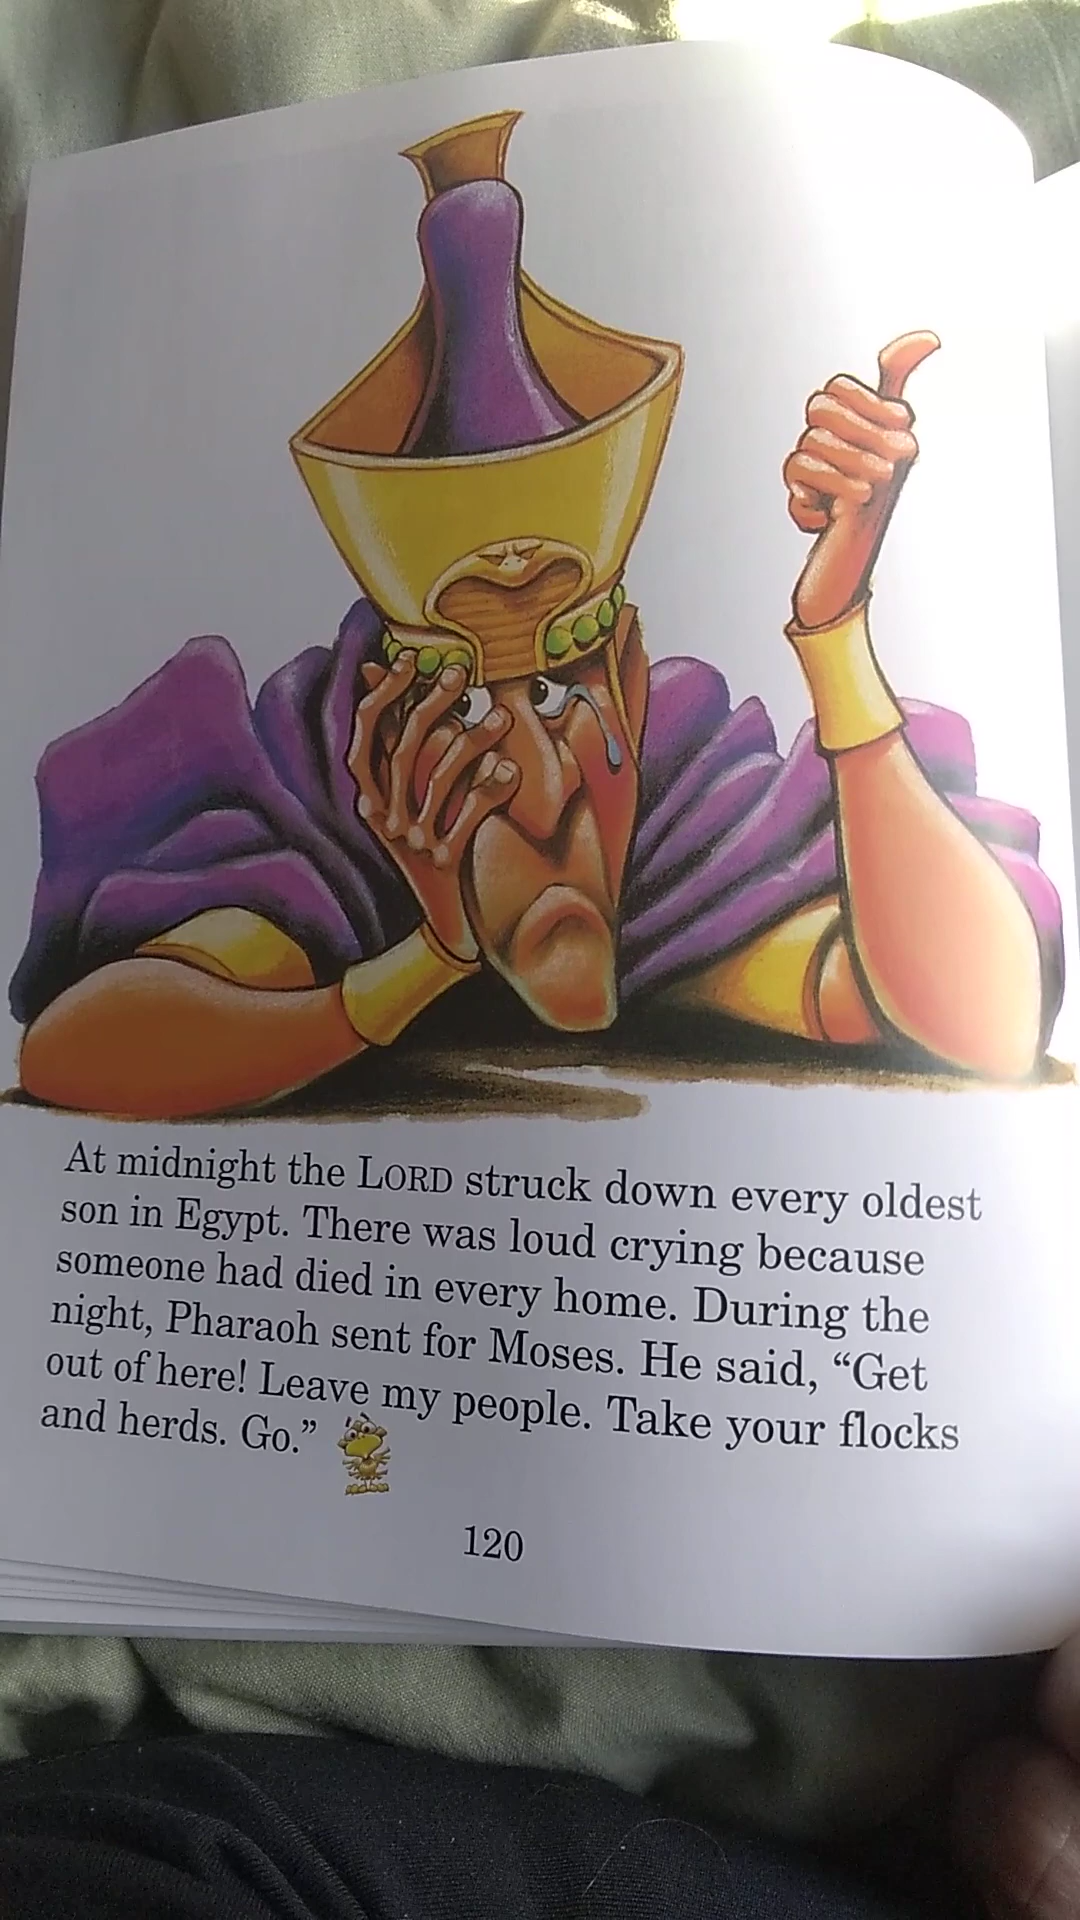 At midnight the LORD struck down every oldest
son in Egypt. There was loud crying because
someone had died in every home. During the
night, Pharaoh sent for Moses. He said, “Get
out of here! Leave my people. Take your flocks
and herds. Go.”
120